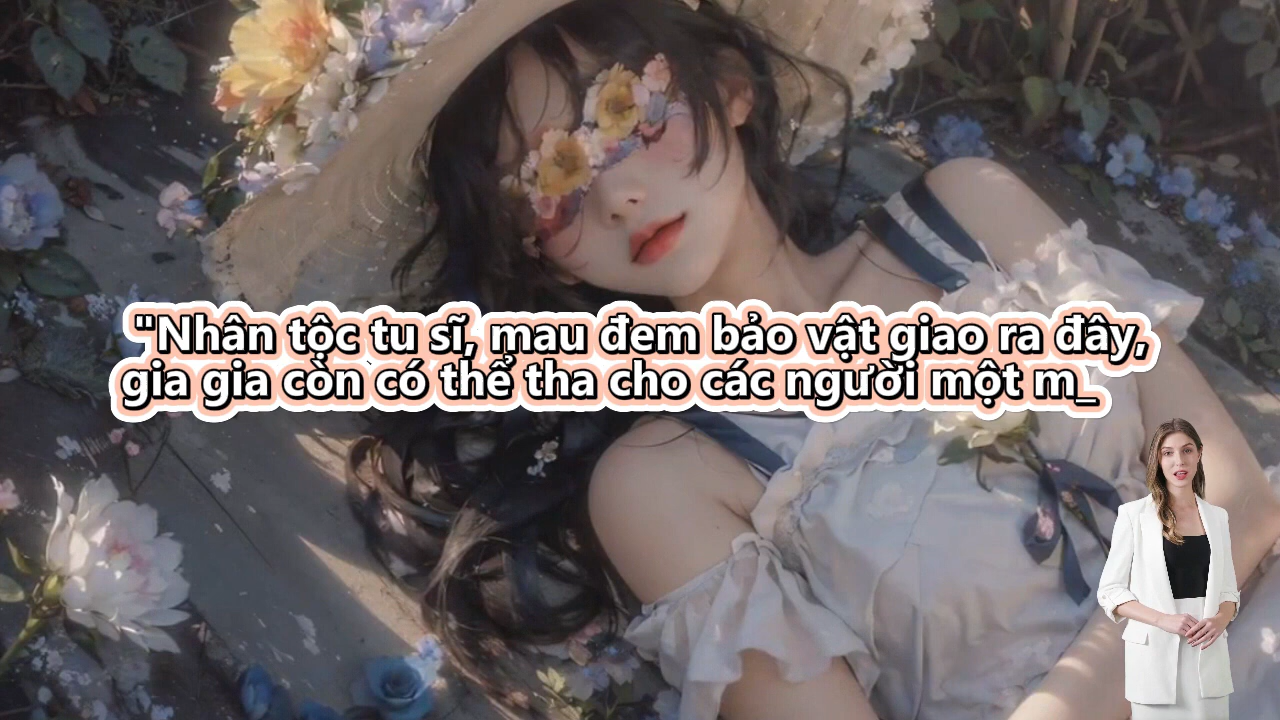 "Nhân tộc tu sĩ, mau đem bảo vật giao ra đây,
gia gia còn có thể tha cho các người một m_